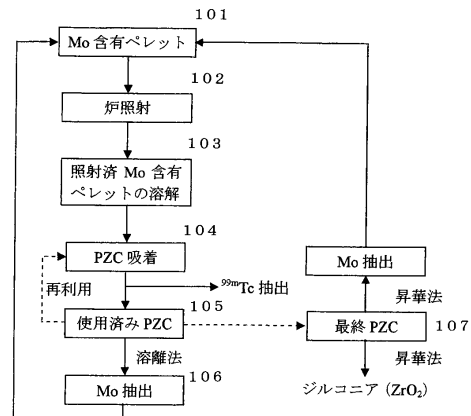 101
Mo 含有ペレット
102
炉照射
103
照射済 Mo 含有
ペレットの溶解
104
PZC 吸着
再利用
99mTc 抽出
105
使用済み PZC
溶離法
106
Mo抽出
Mo 抽出
昇華法
最終 PZC
107
昇華法
ジルコニア (ZrO2)